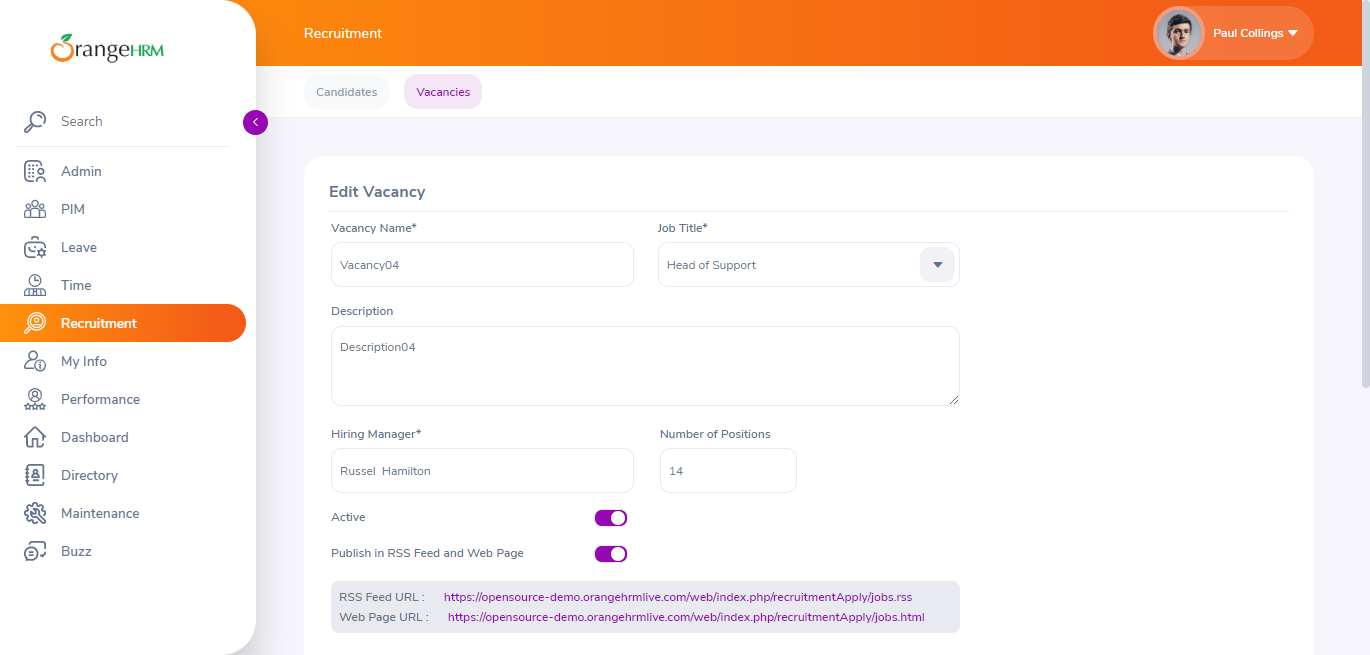 OrangeHRM
Recruitment
Paul Collings
Candidates
Vacancies
Search
Admin
PIM
Leave
Time
Recruitment
My Info
Performance
Dashboard
Directory
Maintenance
Buzz
Edit Vacancy
Vacancy Name*
Job Title*
Vacancy04
Head of Support
Description
Description04
Hiring Manager*
Number of Positions
Russel  Hamilton
14
Active
Publish in RSS Feed and Web Page
RSS Feed URL : https://opensource-demo.orangehrmlive.com/web/index.php/recruitmentApply/jobs.rss
Web Page URL : https://opensource-demo.orangehrmlive.com/web/index.php/recruitmentApply/jobs.html